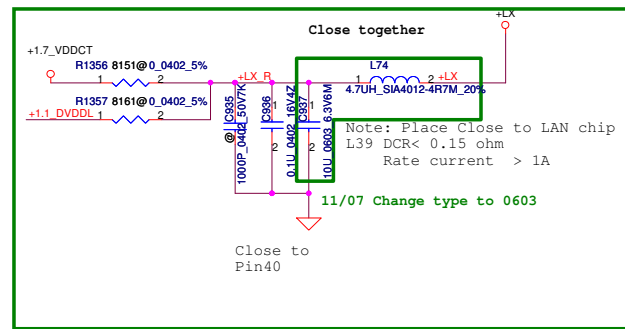 +LX
Close together
+1.7_VDDCT
R1356 8151@0_0402_5%
1 2
+LX_R
L74
1 2 +LX
4.7UH_SIA4012-4R7M_20%
R1357 8161@0_0402_5%
+1.1_DVDDL 1 2
C935
@
1000P_0402_50V7K
C936
1
2
0.1U_0402_16V4Z
C937
1
2
10U_0603_6.3V6M
Note: Place Close to LAN chip
L39 DCR< 0.15 ohm
Rate current > 1A
11/07 Change type to 0603
Close to
Pin40